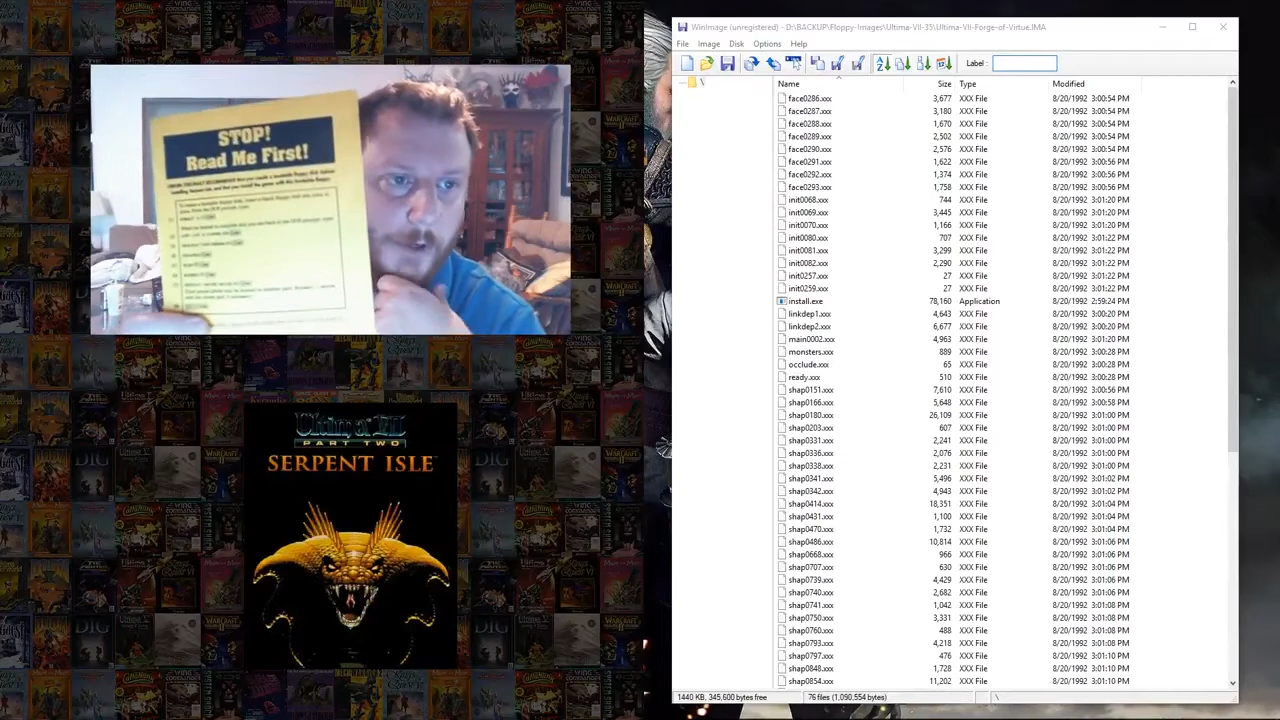 WinImage (unregistered) - D:\BACKUP\Floppy-Images\Ultima-VII-35\Ultima-VII-Forge-of-Virtue.IMA
File Image Disk Options Help
Label :
\
Name Size Type Modified
face0286.xxx 3,677 XXX File 8/20/1992 3:00:54 PM
face0287.xxx 3,180 XXX File 8/20/1992 3:00:54 PM
face0288.xxx 1,670 XXX File 8/20/1992 3:00:54 PM
face0289.xxx 2,502 XXX File 8/20/1992 3:00:54 PM
face0290.xxx 2,576 XXX File 8/20/1992 3:00:54 PM
face0291.xxx 1,622 XXX File 8/20/1992 3:00:56 PM
face0292.xxx 1,374 XXX File 8/20/1992 3:00:56 PM
face0293.xxx 1,758 XXX File 8/20/1992 3:00:56 PM
init0068.xxx 744 XXX File 8/20/1992 3:01:20 PM
init0069.xxx 3,445 XXX File 8/20/1992 3:01:20 PM
init0070.xxx 1,166 XXX File 8/20/1992 3:01:20 PM
init0080.xxx 707 XXX File 8/20/1992 3:01:22 PM
init0081.xxx 3,299 XXX File 8/20/1992 3:01:22 PM
init0082.xxx 2,290 XXX File 8/20/1992 3:01:22 PM
init0257.xxx 27 XXX File 8/20/1992 3:01:22 PM
init0259.xxx 27 XXX File 8/20/1992 3:01:22 PM
install.exe 78,160 Application 8/20/1992 2:59:24 PM
linkdep1.xxx 4,643 XXX File 8/20/1992 3:00:20 PM
linkdep2.xxx 6,677 XXX File 8/20/1992 3:00:20 PM
main0002.xxx 4,963 XXX File 8/20/1992 3:01:20 PM
monsters.xxx 889 XXX File 8/20/1992 3:00:28 PM
occlude.xxx 65 XXX File 8/20/1992 3:00:28 PM
ready.xxx 510 XXX File 8/20/1992 3:00:58 PM
shap0151.xxx 7,610 XXX File 8/20/1992 3:00:56 PM
shap0166.xxx 5,648 XXX File 8/20/1992 3:00:58 PM
shap0180.xxx 26,109 XXX File 8/20/1992 3:01:00 PM
shap0203.xxx 607 XXX File 8/20/1992 3:01:00 PM
shap0331.xxx 2,241 XXX File 8/20/1992 3:01:00 PM
shap0336.xxx 2,076 XXX File 8/20/1992 3:01:00 PM
shap0338.xxx 2,231 XXX File 8/20/1992 3:01:00 PM
shap0341.xxx 5,496 XXX File 8/20/1992 3:01:02 PM
shap0342.xxx 4,943 XXX File 8/20/1992 3:01:02 PM
shap0414.xxx 18,351 XXX File 8/20/1992 3:01:04 PM
shap0431.xxx 1,100 XXX File 8/20/1992 3:01:04 PM
shap0470.xxx 1,732 XXX File 8/20/1992 3:01:04 PM
shap0486.xxx 10,814 XXX File 8/20/1992 3:01:06 PM
shap0668.xxx 966 XXX File 8/20/1992 3:01:06 PM
shap0707.xxx 630 XXX File 8/20/1992 3:01:06 PM
shap0739.xxx 4,429 XXX File 8/20/1992 3:01:06 PM
shap0740.xxx 2,682 XXX File 8/20/1992 3:01:06 PM
shap0741.xxx 1,042 XXX File 8/20/1992 3:01:08 PM
shap0750.xxx 3,331 XXX File 8/20/1992 3:01:08 PM
shap0760.xxx 488 XXX File 8/20/1992 3:01:08 PM
shap0793.xxx 4,218 XXX File 8/20/1992 3:01:08 PM
shap0797.xxx 476 XXX File 8/20/1992 3:01:10 PM
shap0848.xxx 1,728 XXX File 8/20/1992 3:01:10 PM
shap0854.xxx 11,202 XXX File 8/20/1992 3:01:10 PM
1440 KB, 345,600 bytes free 76 files (1,090,554 bytes) \
STOP!
Read Me First!
Ultima VII
PART TWO
SERPENT ISLE